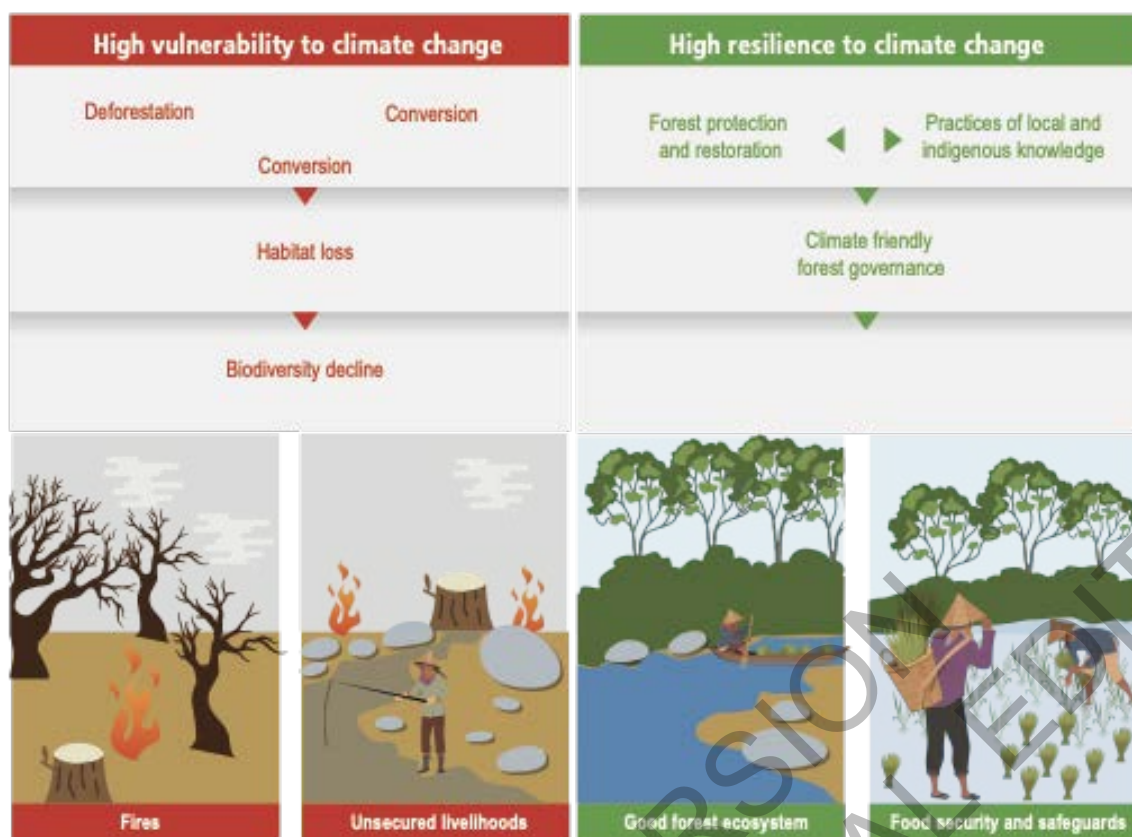 High vulnerability to climate change
Deforestation
Conversion
Conversion
Habitat loss
Biodiversity decline
High resilience to climate change
Forest protection
and restoration
Practices of local and
indigenous knowledge
Climate friendly
forest governance
Fires
Unsecured livelihoods
Good forest ecosystem
Food security and safeguards